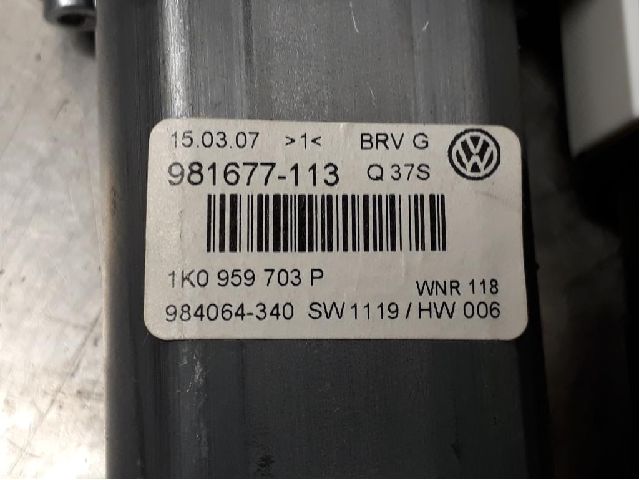 15.03.07 >1< BRV G
981677-113 Q 37S
1K0 959 703 P
WNR 118
984064-340 SW1119 / HW 006